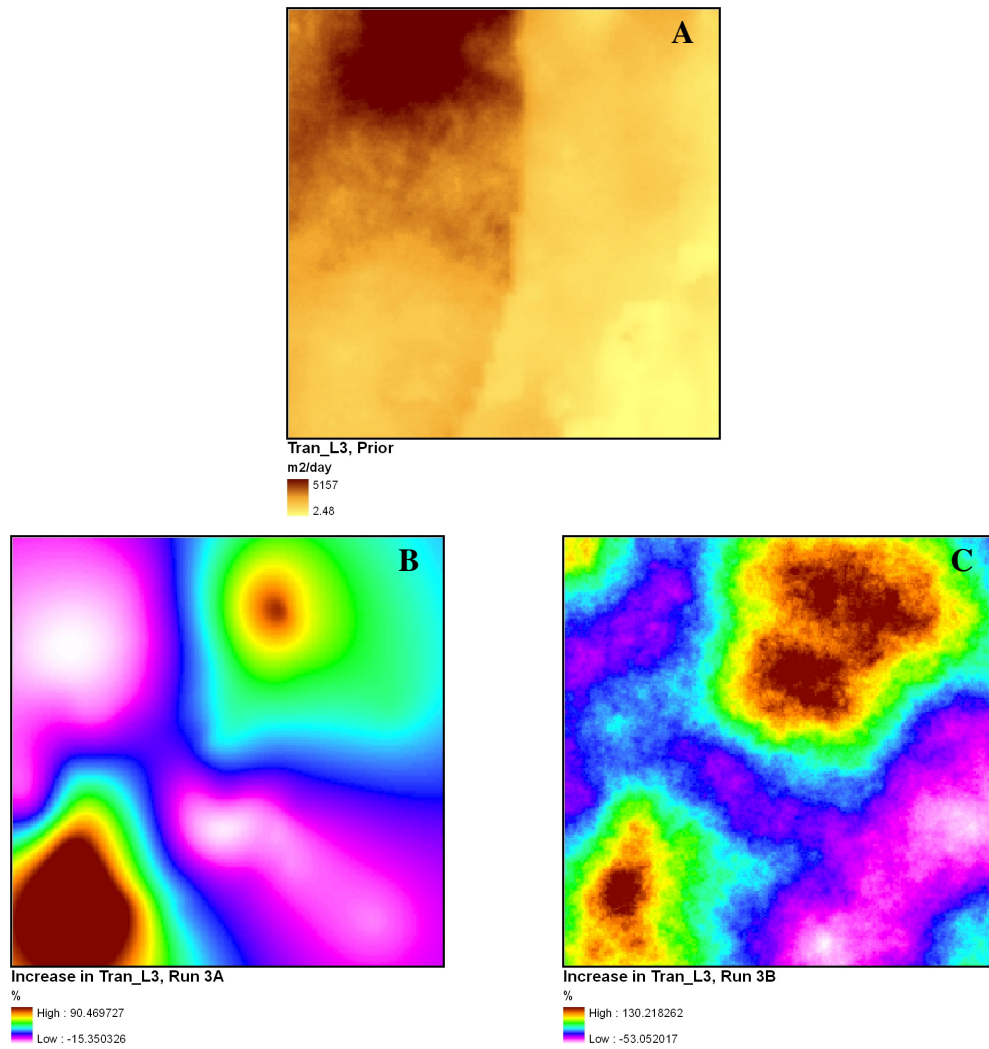 A
Tran_L3, Prior
m2/day
5157
2.48
B
C
Increase in Tran_L3, Run 3A
%
High : 90.469727
Low : -15.350326
Increase in Tran_L3, Run 3B
%
High : 130.218262
Low : -53.052017